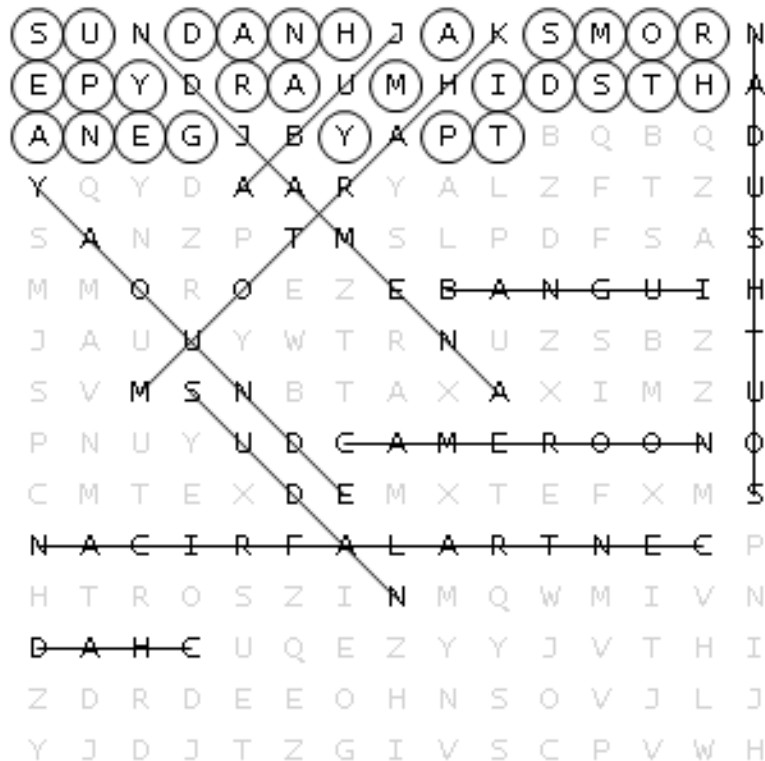 S U N D A N H J A K S M O R N
E P Y D R A U M H I D S T H A
A N E G J B Y A P T B Q B Q D
Y Q Y D A A R Y A L Z F T Z U
S A N Z P T M S L P D F S A S
M M O R O E Z E B A N G U I H
J A U U Y W T R N U Z S B Z T
S V M S N B T A X A X I M Z U
P N U Y U D C A M E R O O N O
C M T E X D E M X T E F X M S
N A C I R F A L A R T N E C P
H T R O S Z I N M Q W M I V N
D A H C U Q E Z Y Y J V T H I
Z D R D E E O H N S O V J L J
Y J D J T Z G I V S C P V W H